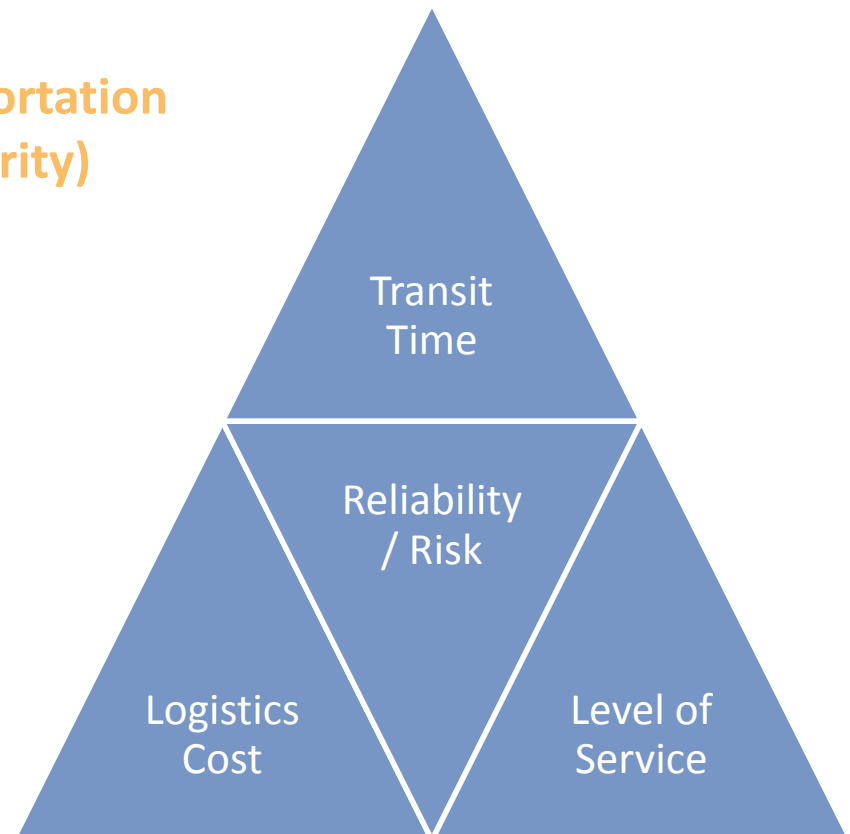 ortation
rity)
Transit
Time
Reliability
/ Risk
Logistics
Cost
Level of
Service